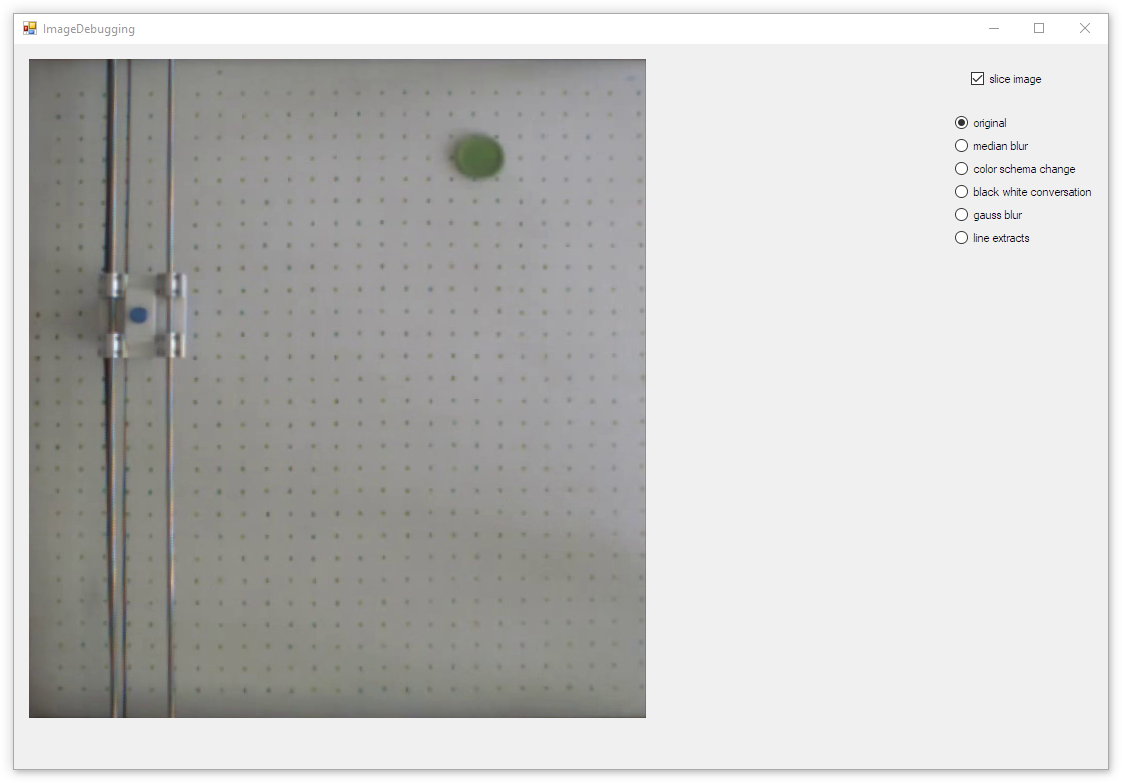 ImageDebugging
slice image
original
median blur
color schema change
black white conversation
gauss blur
line extracts